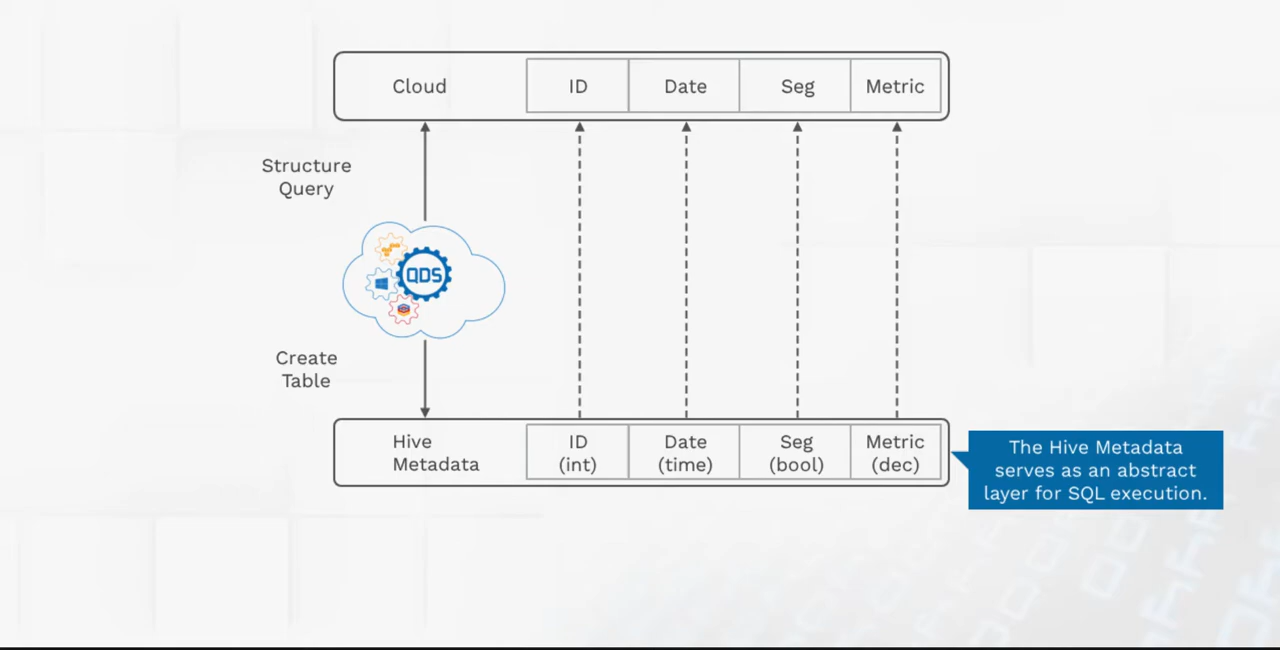 Cloud
ID
Date
Seg
Metric
Structure
Query
QDS
Create
Table
Hive
Metadata
ID
(int)
Date
(time)
Seg
(bool)
Metric
(dec)
The Hive Metadata
serves as an abstract
layer for SQL execution.